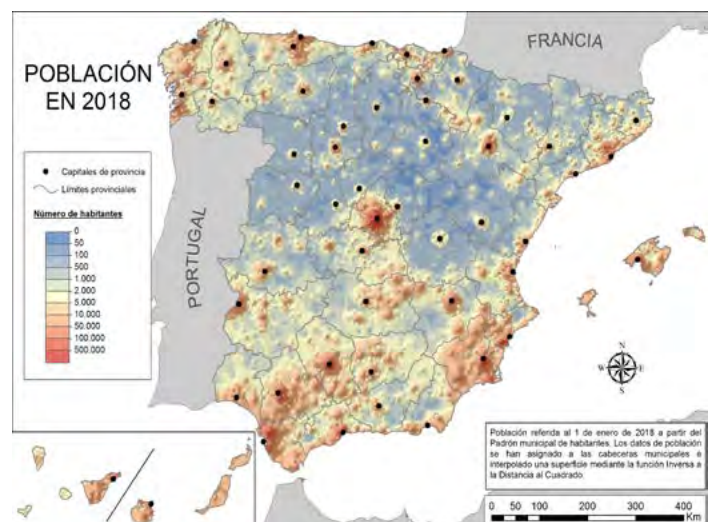 POBLACIÓN
EN 2018
FRANCIA
PORTUGAL
Capitales de provincia
Límites provinciales
Número de habitantes
0
50
100
500
1.000
2.000
5.000
10.000
50.000
100.000
500.000
N
W E
S
Población referida al 1 de enero de 2018 a partir del
Padrón municipal de habitantes. Los datos de población
se han asignado a las cabeceras municipales e
interpolado una superficie mediante la función Inversa a
la Distancia al Cuadrado.
0 50 100 200 300 400
Km